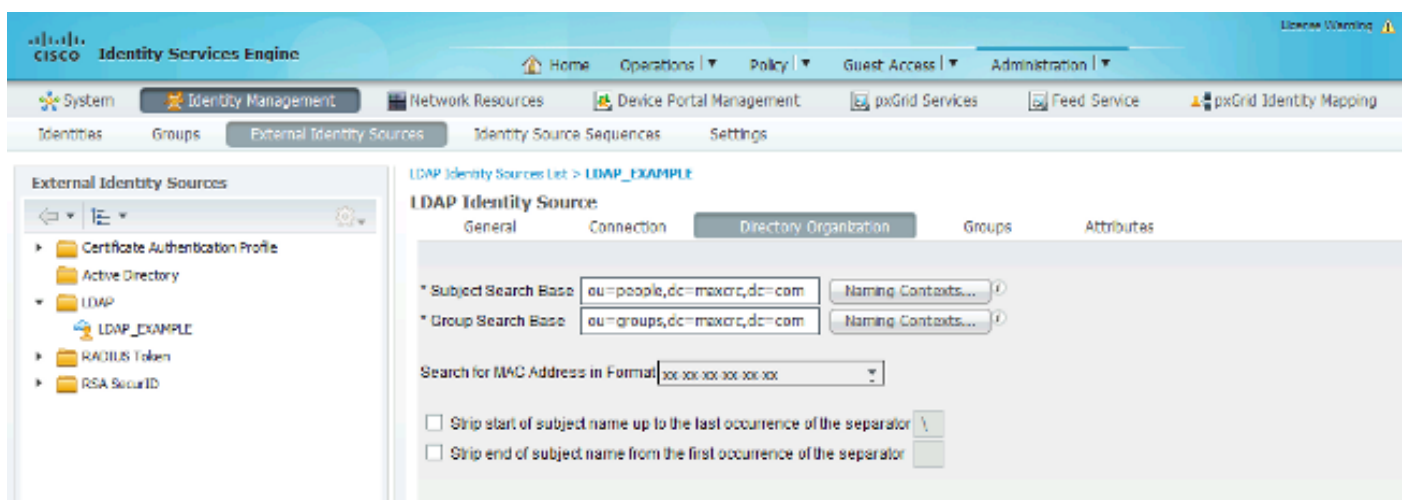 License Warning
CISCO Identity Services Engine
Home Operations Policy Guest Access Administration
System Identity Management Network Resources Device Portal Management pxGrid Services Feed Service pxGrid Identity Mapping
Identities Groups External Identity Sources Identity Source Sequences Settings
External Identity Sources
Certificate Authentication Profile
Active Directory
LDAP
LDAP_EXAMPLE
RADIUS Token
RSA SecurID
LDAP Identity Sources List > LDAP_EXAMPLE
LDAP Identity Source
General Connection Directory Organization Groups Attributes
* Subject Search Base ou=people,dc=maxcrc,dc=com Naming Contexts...
* Group Search Base ou=groups,dc=maxcrc,dc=com Naming Contexts...
Search for MAC Address in Format xx-xx-xx-xx-xx-xx
Strip start of subject name up to the last occurrence of the separator \
Strip end of subject name from the first occurrence of the separator